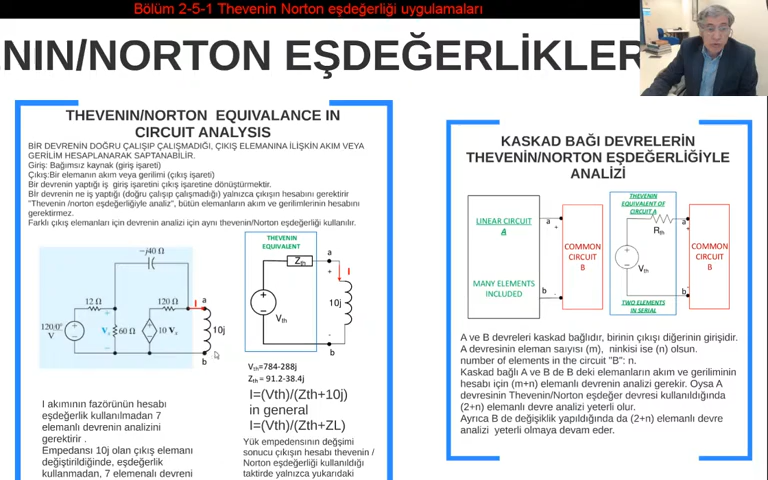 Bölüm 2-5-1 Thevenin Norton eşdeğerliği uygulamaları
NIN/NORTON EŞDEĞERLİKLER
THEVENIN/NORTON EQUIVALANCE IN
CIRCUIT ANALYSIS
BİR DEVRENİN DOĞRU ÇALIŞIP ÇALIŞMADIĞI, ÇIKIŞ ELEMANINA İLİŞKİN AKIM VEYA
GERİLİM HESAPLANARAK SAPTANABİLİR.
Giriş: Bağımsız kaynak (giriş işareti)
Çıkış:Bir elemanın akım veya gerilimi (çıkış işareti)
Bir devrenin yaptığı iş giriş işaretini çıkış işaretine dönüştürmektir.
Bir devrenin ne iş yaptığı (doğru çalışıp çalışmadığı) yalnızca çıkışın hesabını gerektirir
"Thevenin /norton eşdeğerliğiyle analiz", bütün elemanların akım ve gerilimlerinin hesabını
gerektirmez.
Farklı çıkış elemanları için devrenin analizi için aynı thevenin/Norton eşdeğerliği kullanılır.
-j40 Ω
12 Ω
120 Ω
I
a
120/0°
V
60 Ω
10 Vx
10j
b
THEVENIN
EQUIVALENT
Zth
a
+
I
Vth
10j
-
b
Vth=784-288j
Zth = 91.2-38.4j
I=(Vth)/(Zth+10j)
in general
I=(Vth)/(Zth+ZL)
I akımının fazörünün hesabı
eşdeğerlik kullanılmadan 7
elemanlı devrenin analizini
gerektirir .
Empedansı 10j olan çıkış elemanı
değiştirildiğinde, eşdeğerlik
kullanmadan, 7 elemenalı devreni
Yük empedensının değşimi
sonucu çıkışın hesabı thevenin /
Norton eşdeğerliği kullanıldığı
taktirde yalnızca yukarıdaki
KASKAD BAĞI DEVRELERİN
THEVENİN/NORTON EŞDEĞERLİĞİYLE
ANALİZİ
LINEAR CIRCUIT
A
MANY ELEMENTS
INCLUDED
a
+
b
-
COMMON
CIRCUIT
B
THEVENIN
EQUIVALENT OF
CIRCUIT A
Rth
Vth
a
+
b
-
TWO ELEMENTS
IN SERIAL
COMMON
CIRCUIT
B
A ve B devreleri kaskad bağlıdır, birinin çıkışı diğerinin girişidir.
A devresinin eleman sayısı (m), ninkisi ise (n) olsun.
number of elements in the circuit "B": n.
Kaskad bağlı A ve B de B deki elemanların akım ve geriliminin
hesabı için (m+n) elemanlı devrenin analizi gerekir. Oysa A
devresinin Thevenin/Norton eşdeğer devresi kullanıldığında
(2+n) elemanlı devre analizi yeterli olur.
Ayrıca B de değişiklik yapıldığında da (2+n) elemanlı devre
analizi yeterli olmaya devam eder.